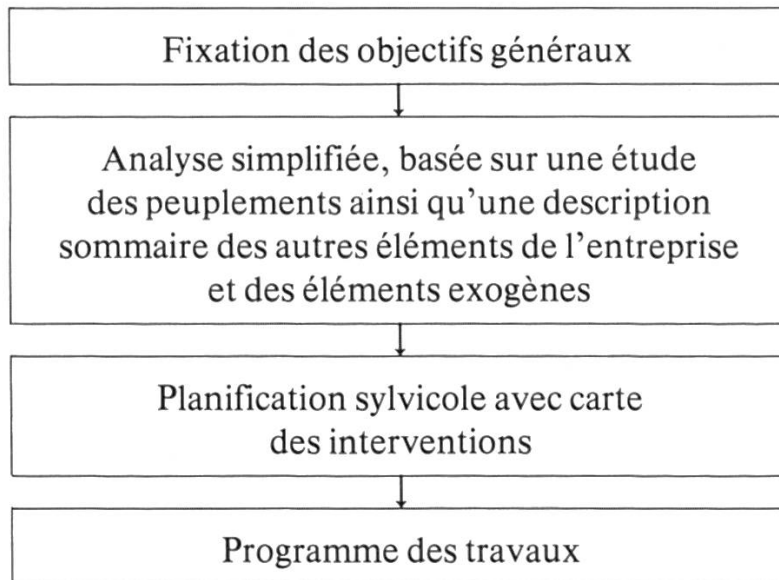 Fixation des objectifs généraux
Analyse simplifiée, basée sur une étude
des peuplements ainsi qu'une description
sommaire des autres éléments de l'entreprise
et des éléments exogènes
Planification sylvicole avec carte
des interventions
Programme des travaux